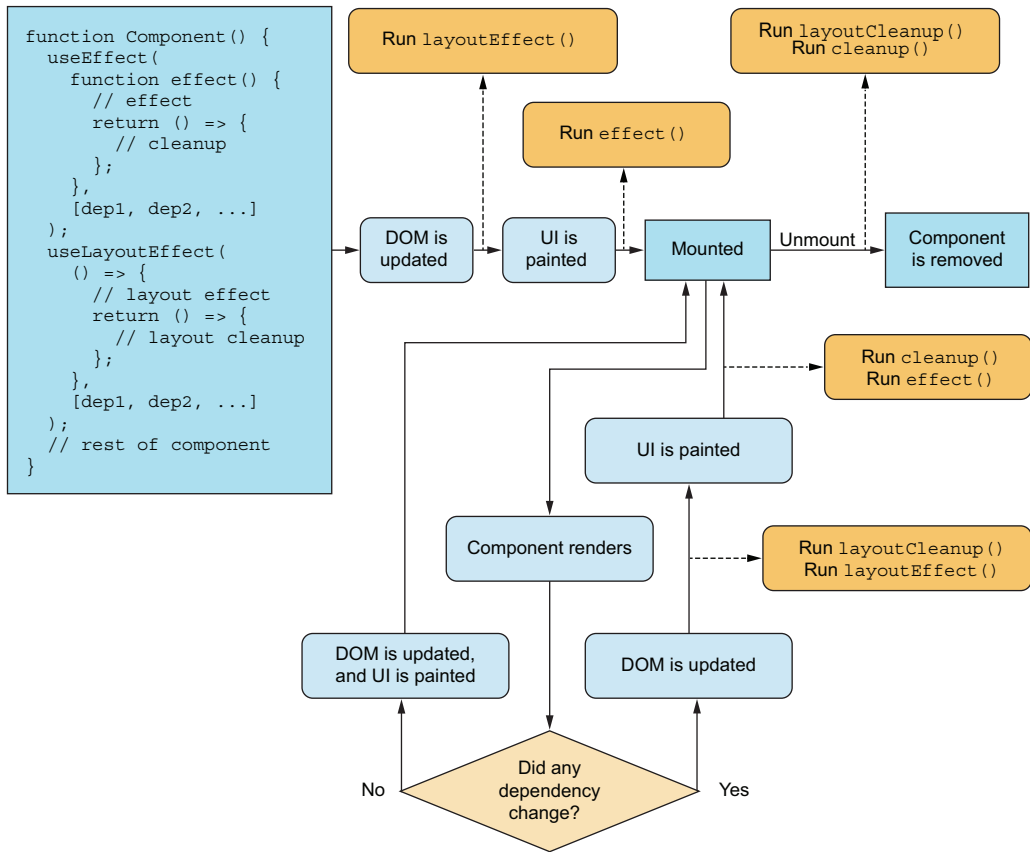 function Component() {
  useEffect(
    function effect() {
      // effect
      return () => {
        // cleanup
      };
    },
    [dep1, dep2, ...]
  );
  useLayoutEffect(
    () => {
      // layout effect
      return () => {
        // layout cleanup
      };
    },
    [dep1, dep2, ...]
  );
  // rest of component
}
Run layoutEffect()
Run effect()
Run layoutCleanup()
Run cleanup()
DOM is
updated
UI is
painted
Mounted
Unmount
Component
is removed
Run cleanup()
Run effect()
UI is painted
Component renders
Run layoutCleanup()
Run layoutEffect()
DOM is updated,
and UI is painted
DOM is updated
No
Did any
dependency
change?
Yes